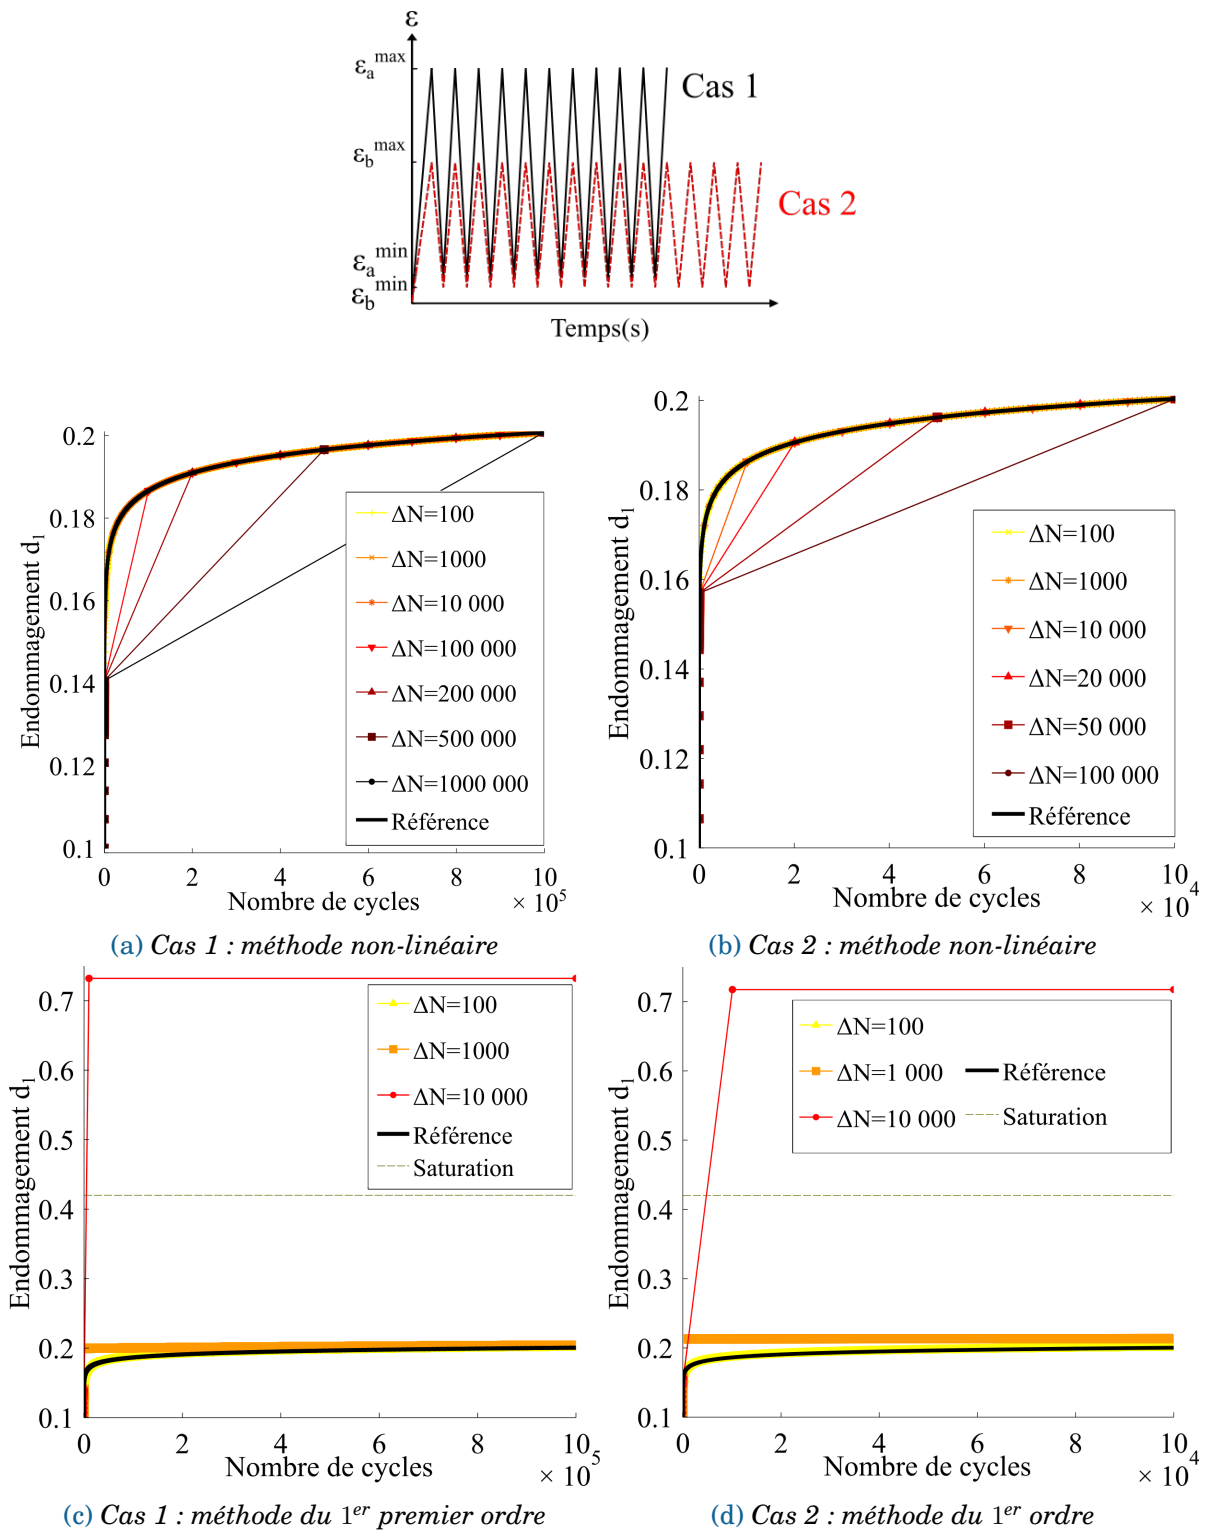 ε
εa^max
Cas 1
εb^max
Cas 2
εa^min
εb^min
Temps(s)
0.2
0.18
0.16
0.14
0.12
0.1
Endommagement d1
ΔN=100
ΔN=1000
ΔN=10 000
ΔN=100 000
ΔN=200 000
ΔN=500 000
ΔN=1000 000
Référence
0 2 4 6 8 10
Nombre de cycles
× 10^5
(a) Cas 1 : méthode non-linéaire
0.2
0.18
0.16
0.14
0.12
0.1
Endommagement d1
ΔN=100
ΔN=1000
ΔN=10 000
ΔN=20 000
ΔN=50 000
ΔN=100 000
Référence
0 2 4 6 8 10
Nombre de cycles
× 10^4
(b) Cas 2 : méthode non-linéaire
0.7
0.6
0.5
0.4
0.3
0.2
0.1
Endommagement d1
ΔN=100
ΔN=1000
ΔN=10 000
Référence
Saturation
0 2 4 6 8 10
Nombre de cycles
× 10^5
(c) Cas 1 : méthode du 1er premier ordre
0.7
0.6
0.5
0.4
0.3
0.2
0.1
Endommagement d1
ΔN=100
ΔN=1 000
ΔN=10 000
Référence
Saturation
0 2 4 6 8 10
Nombre de cycles
× 10^4
(d) Cas 2 : méthode du 1er ordre